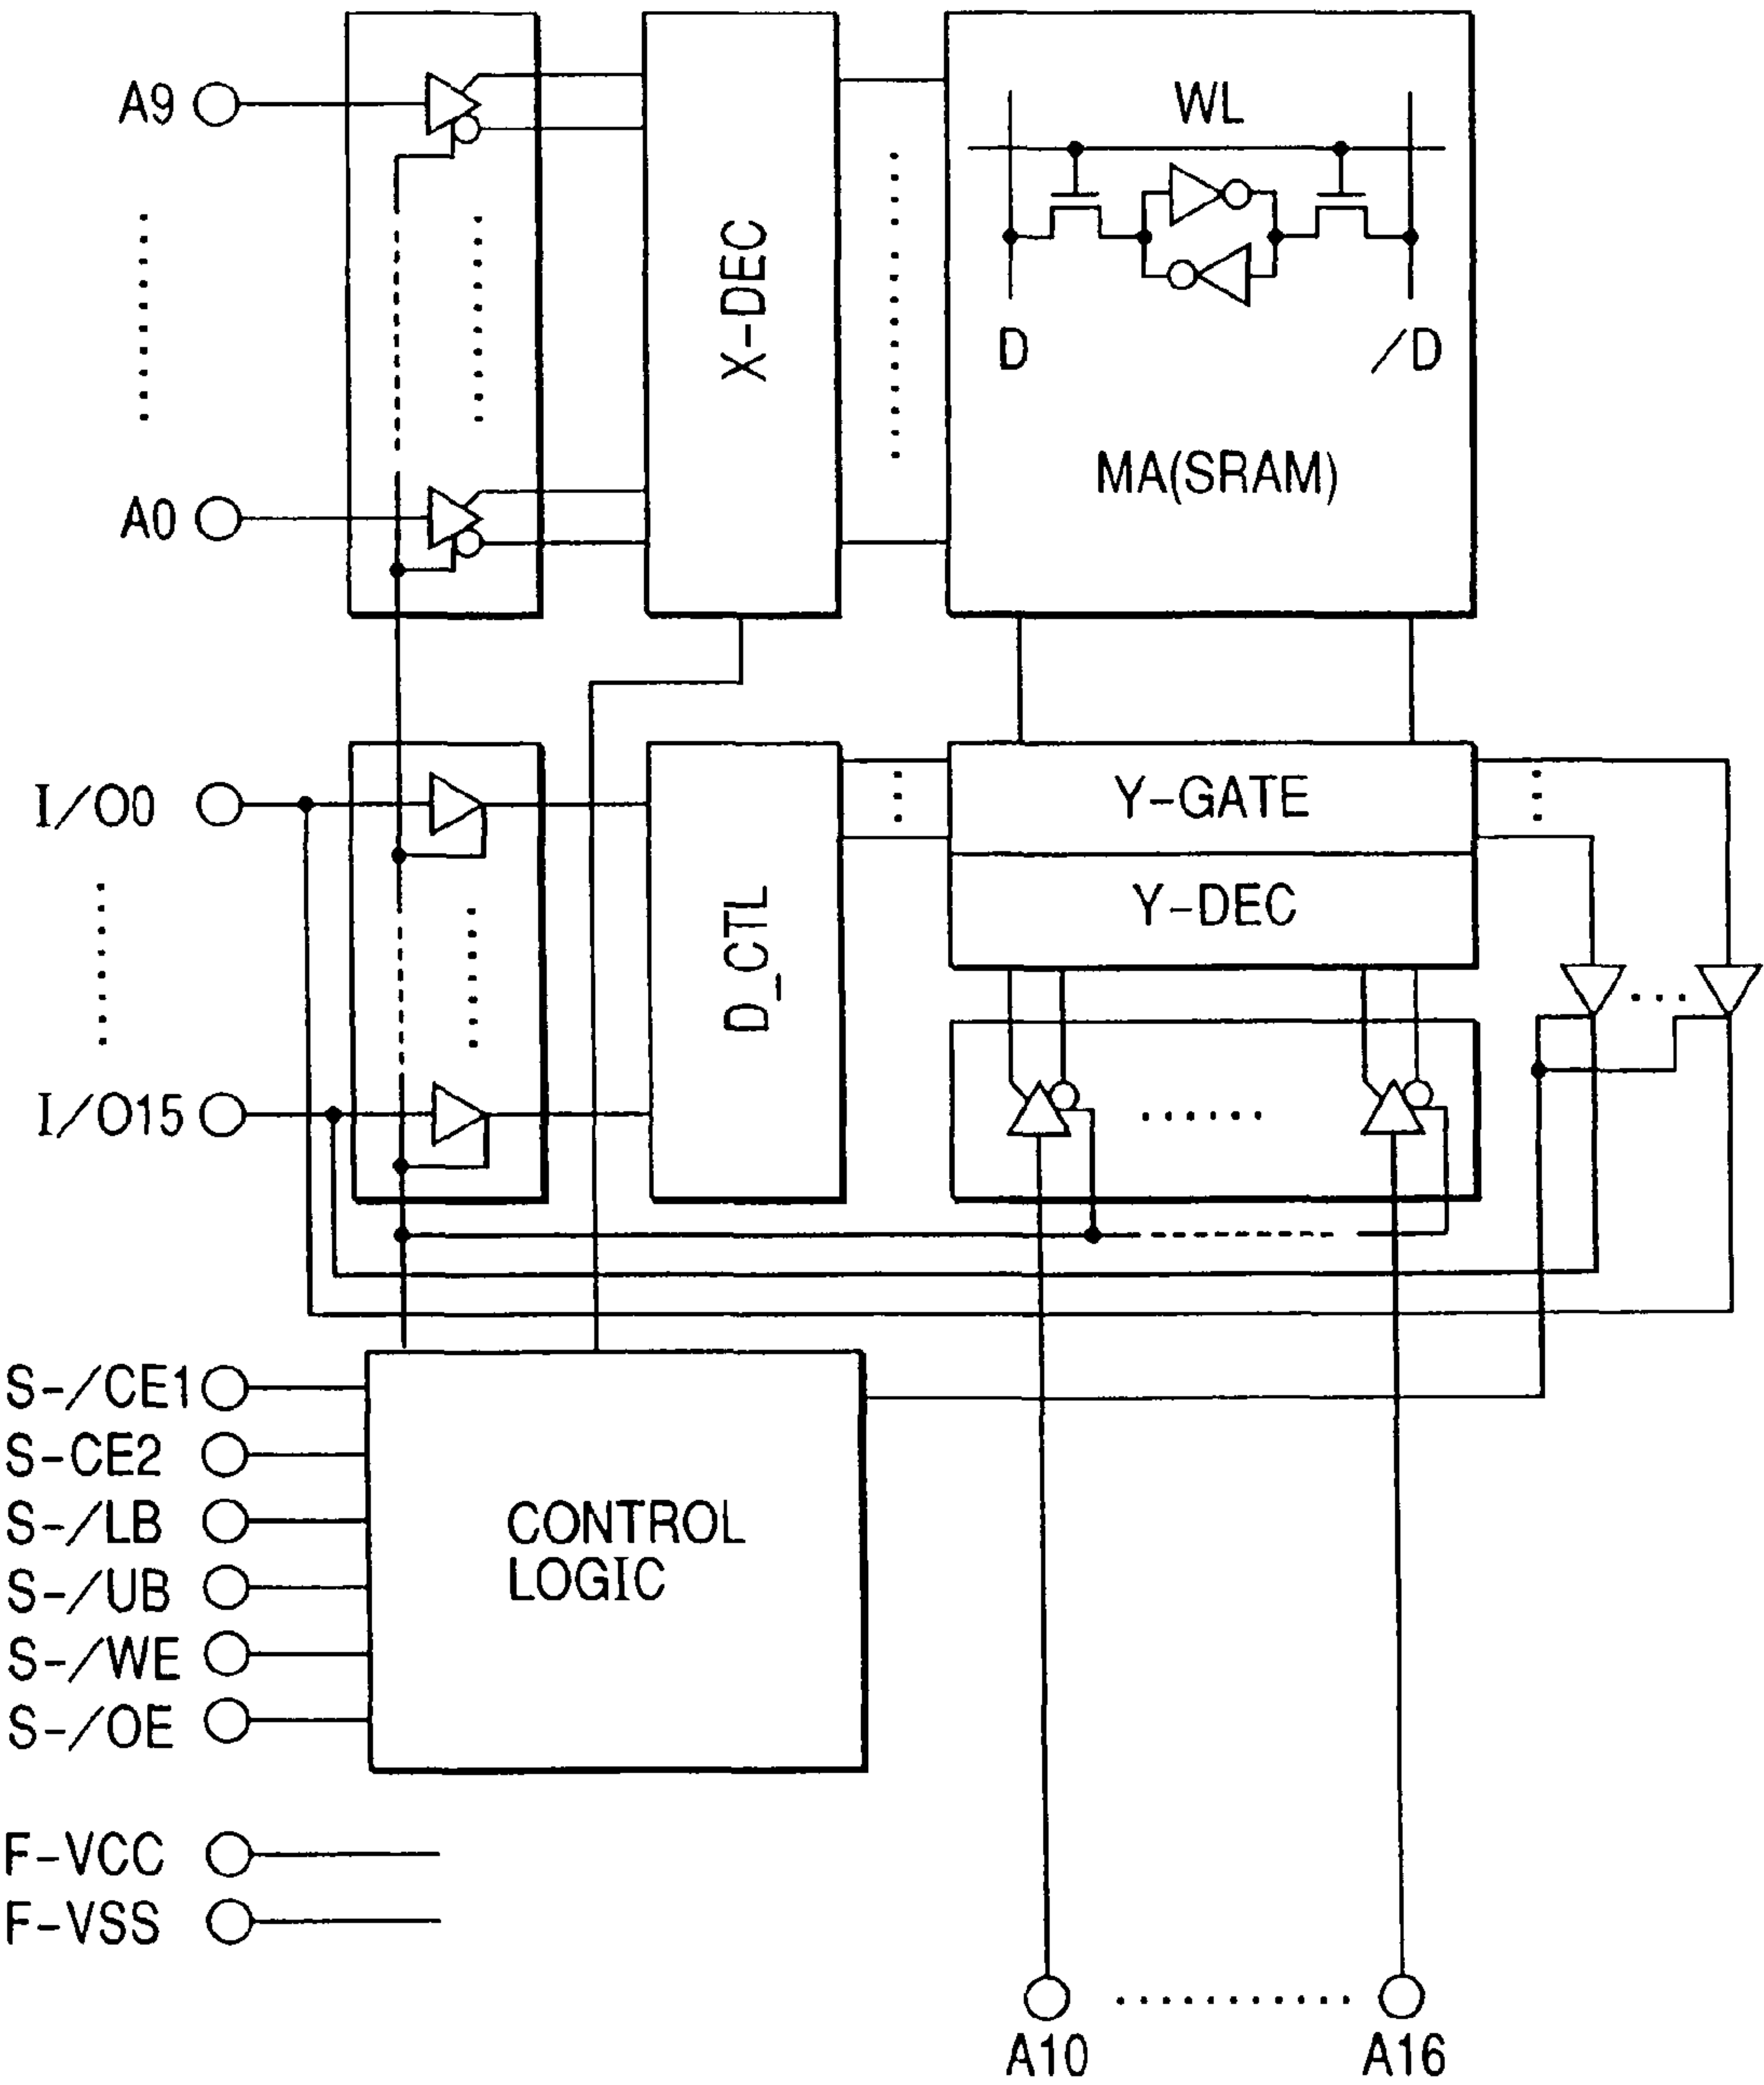 A9
A0
X-DEC
WL
D
/D
MA(SRAM)
I/O0
I/O15
D_CTL
Y-GATE
Y-DEC
S-/CE1
S-CE2
S-/LB
S-/UB
S-/WE
S-/OE
CONTROL
LOGIC
F-VCC
F-VSS
A10
A16